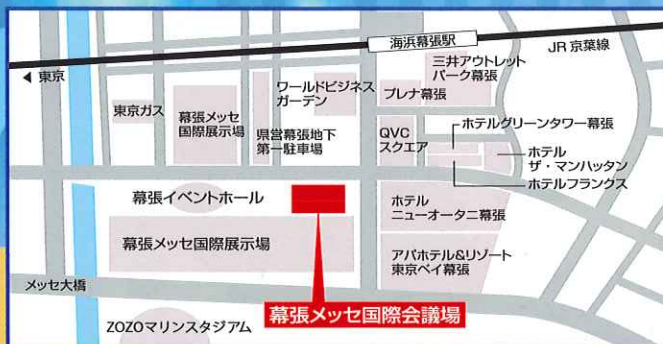 海浜幕張駅
JR 京葉線
東京
三井アウトレット
パーク幕張
ワールドビジネス
ガーデン
プレナ幕張
東京ガス
幕張メッセ
国際展示場
県営幕張地下
第一駐車場
QVC
スクエア
ホテルグリーンタワー幕張
ホテル
ザ・マンハッタン
ホテルフランクス
幕張イベントホール
ホテル
ニューオータニ幕張
幕張メッセ国際展示場
アパホテル&リゾート
東京ベイ幕張
メッセ大橋
幕張メッセ国際会議場
ZOZOマリンスタジアム